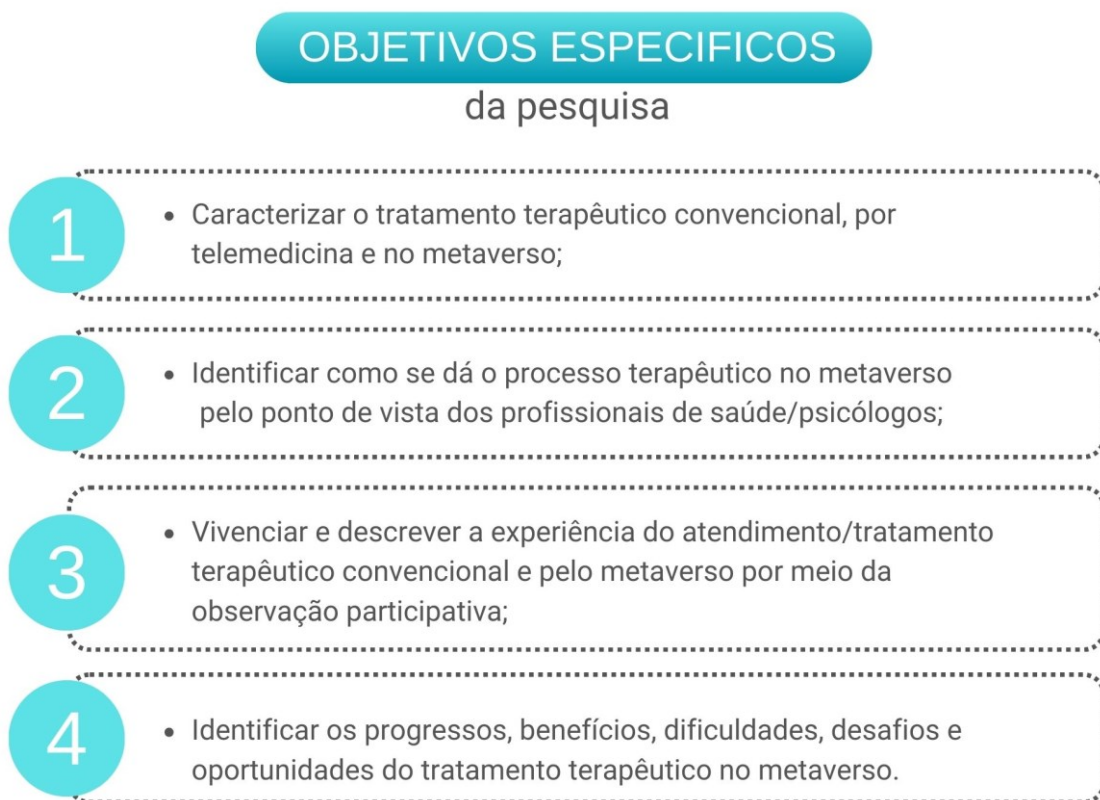 OBJETIVOS ESPECIFICOS
da pesquisa
1
• Caracterizar o tratamento terapêutico convencional, por
telemedicina e no metaverso;
2
• Identificar como se dá o processo terapêutico no metaverso
pelo ponto de vista dos profissionais de saúde/psicólogos;
3
• Vivenciar e descrever a experiência do atendimento/tratamento
terapêutico convencional e pelo metaverso por meio da
observação participativa;
4
• Identificar os progressos, benefícios, dificuldades, desafios e
oportunidades do tratamento terapêutico no metaverso.